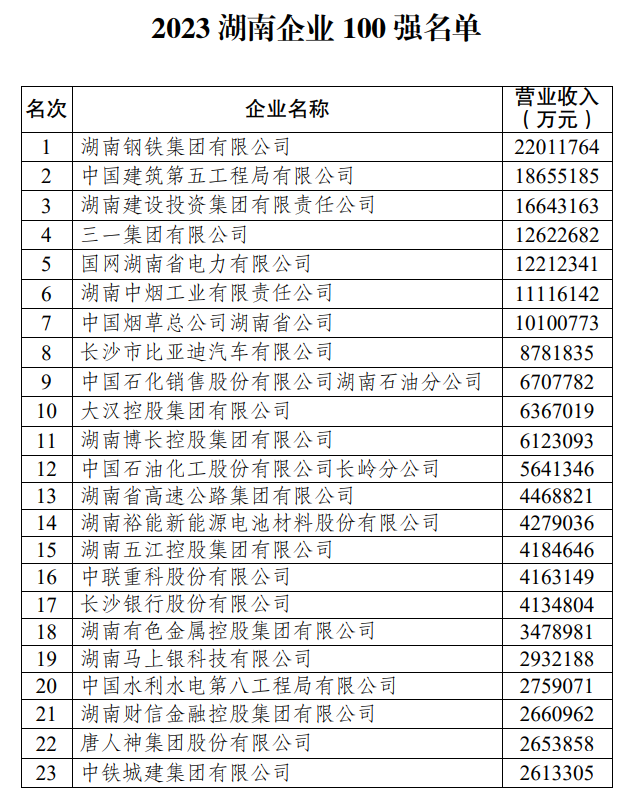 2023 湖南企业 100 强名单
名次 企业名称 营业收入
（万元）
1 湖南钢铁集团有限公司 22011764
2 中国建筑第五工程局有限公司 18655185
3 湖南建设投资集团有限责任公司 16643163
4 三一集团有限公司 12622682
5 国网湖南省电力有限公司 12212341
6 湖南中烟工业有限责任公司 11116142
7 中国烟草总公司湖南省公司 10100773
8 长沙市比亚迪汽车有限公司 8781835
9 中国石化销售股份有限公司湖南石油分公司 6707782
10 大汉控股集团有限公司 6367019
11 湖南博长控股集团有限公司 6123093
12 中国石油化工股份有限公司长岭分公司 5641346
13 湖南省高速公路集团有限公司 4468821
14 湖南裕能新能源电池材料股份有限公司 4279036
15 湖南五江控股集团有限公司 4184646
16 中联重科股份有限公司 4163149
17 长沙银行股份有限公司 4134804
18 湖南有色金属控股集团有限公司 3478981
19 湖南马上银科技有限公司 2932188
20 中国水利水电第八工程局有限公司 2759071
21 湖南财信金融控股集团有限公司 2660962
22 唐人神集团股份有限公司 2653858
23 中铁城建集团有限公司 2613305